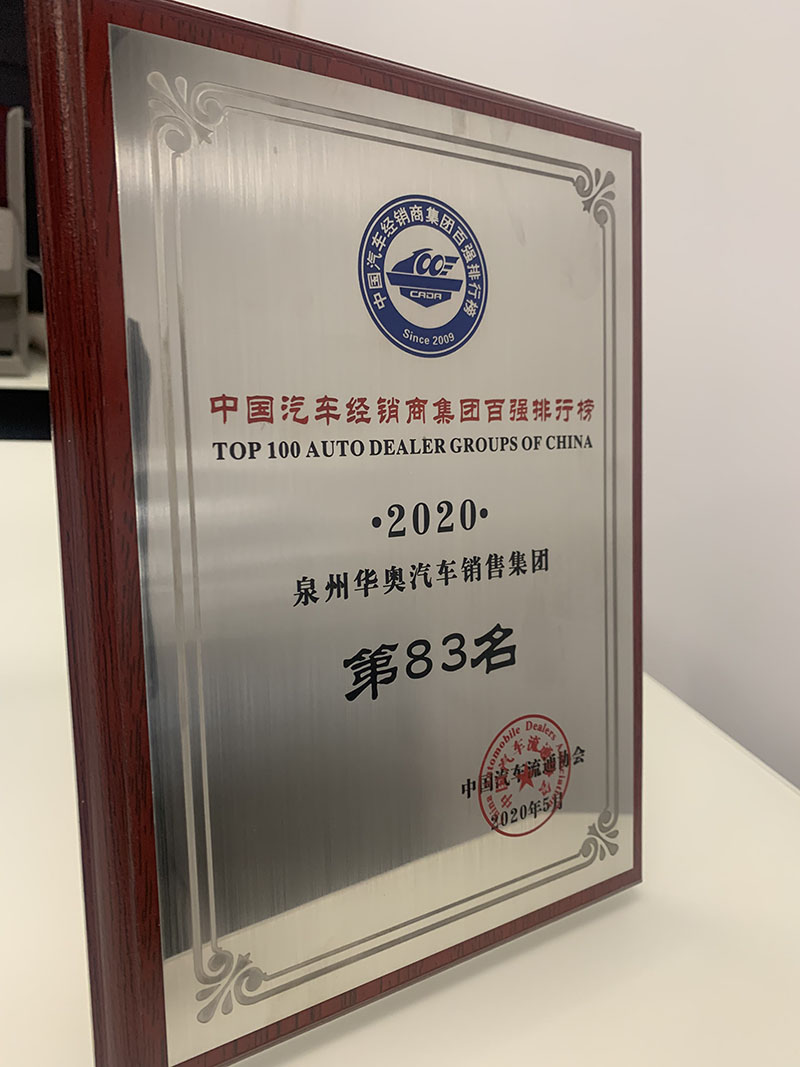 中国汽车经销商集团百强排行榜
100
CADA
Since 2009
中国汽车经销商集团百强排行榜
TOP 100 AUTO DEALER GROUPS OF CHINA
·2020·
泉州华奥汽车销售集团
第83名
中国汽车流通协会
2020年5月